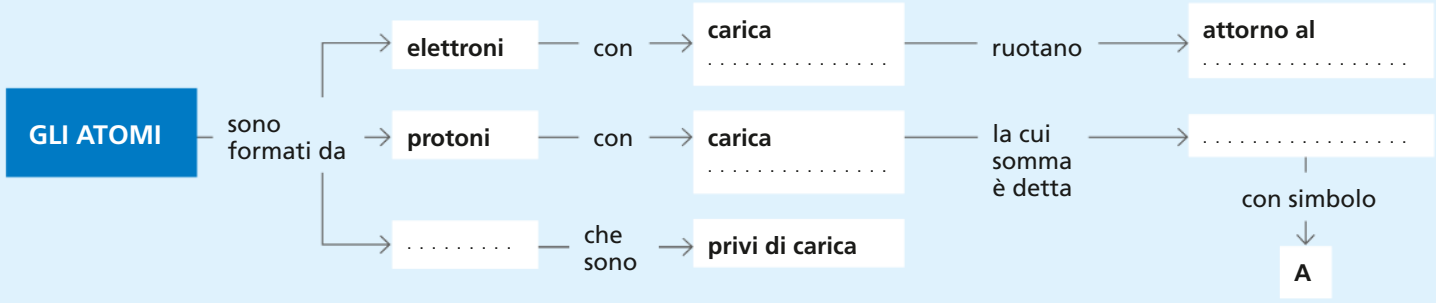 GLI ATOMI
sono
formati da
elettroni
con
carica
. . . . . . . . . . . . . . .
ruotano
attorno al
. . . . . . . . . . . . . . . . .
protoni
con
carica
. . . . . . . . . . . . . . .
la cui
somma
è detta
. . . . . . . . . . . . . . . . .
con simbolo
A
. . . . . . . . .
che
sono
privi di carica